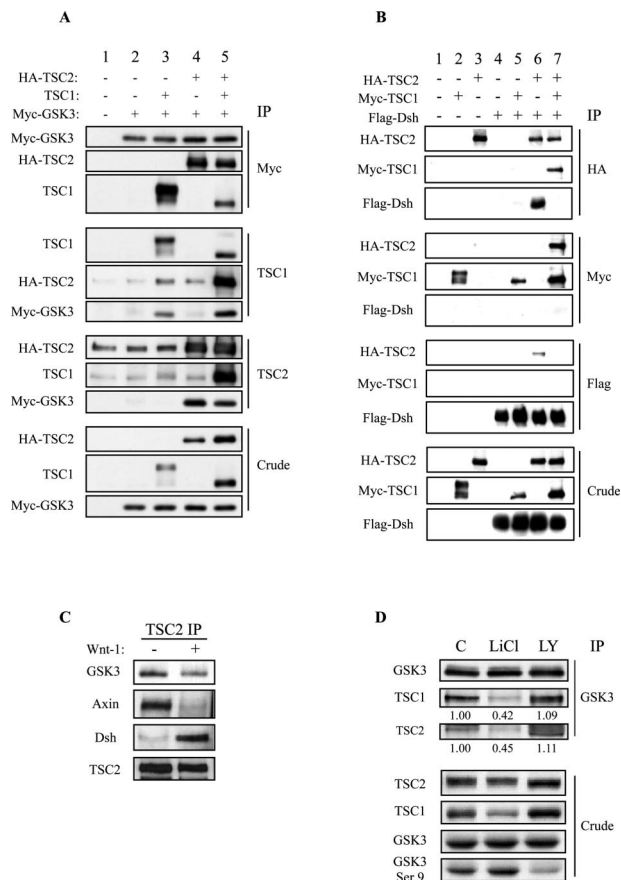 A
1 2 3 4 5
HA-TSC2: - - - + +
TSC1: - - + - +
Myc-GSK3: - + + + +
IP
Myc-GSK3
HA-TSC2
TSC1
Myc
TSC1
HA-TSC2
Myc-GSK3
TSC1
HA-TSC2
TSC1
Myc-GSK3
TSC2
HA-TSC2
TSC1
Myc-GSK3
Crude
B
1 2 3 4 5 6 7
HA-TSC2: - - + - - + +
Myc-TSC1: - + - - + - +
Flag-Dsh - - - + + + +
IP
HA-TSC2
Myc-TSC1
Flag-Dsh
HA
HA-TSC2
Myc-TSC1
Flag-Dsh
Myc
HA-TSC2
Myc-TSC1
Flag-Dsh
Flag
HA-TSC2
Myc-TSC1
Flag-Dsh
Crude
C
TSC2 IP
Wnt-1: - +
GSK3
Axin
Dsh
TSC2
D
C LiCl LY IP
GSK3
TSC1
1.00 0.42 1.09
TSC2
1.00 0.45 1.11
GSK3
TSC2
TSC1
GSK3
GSK3
Ser 9
Crude